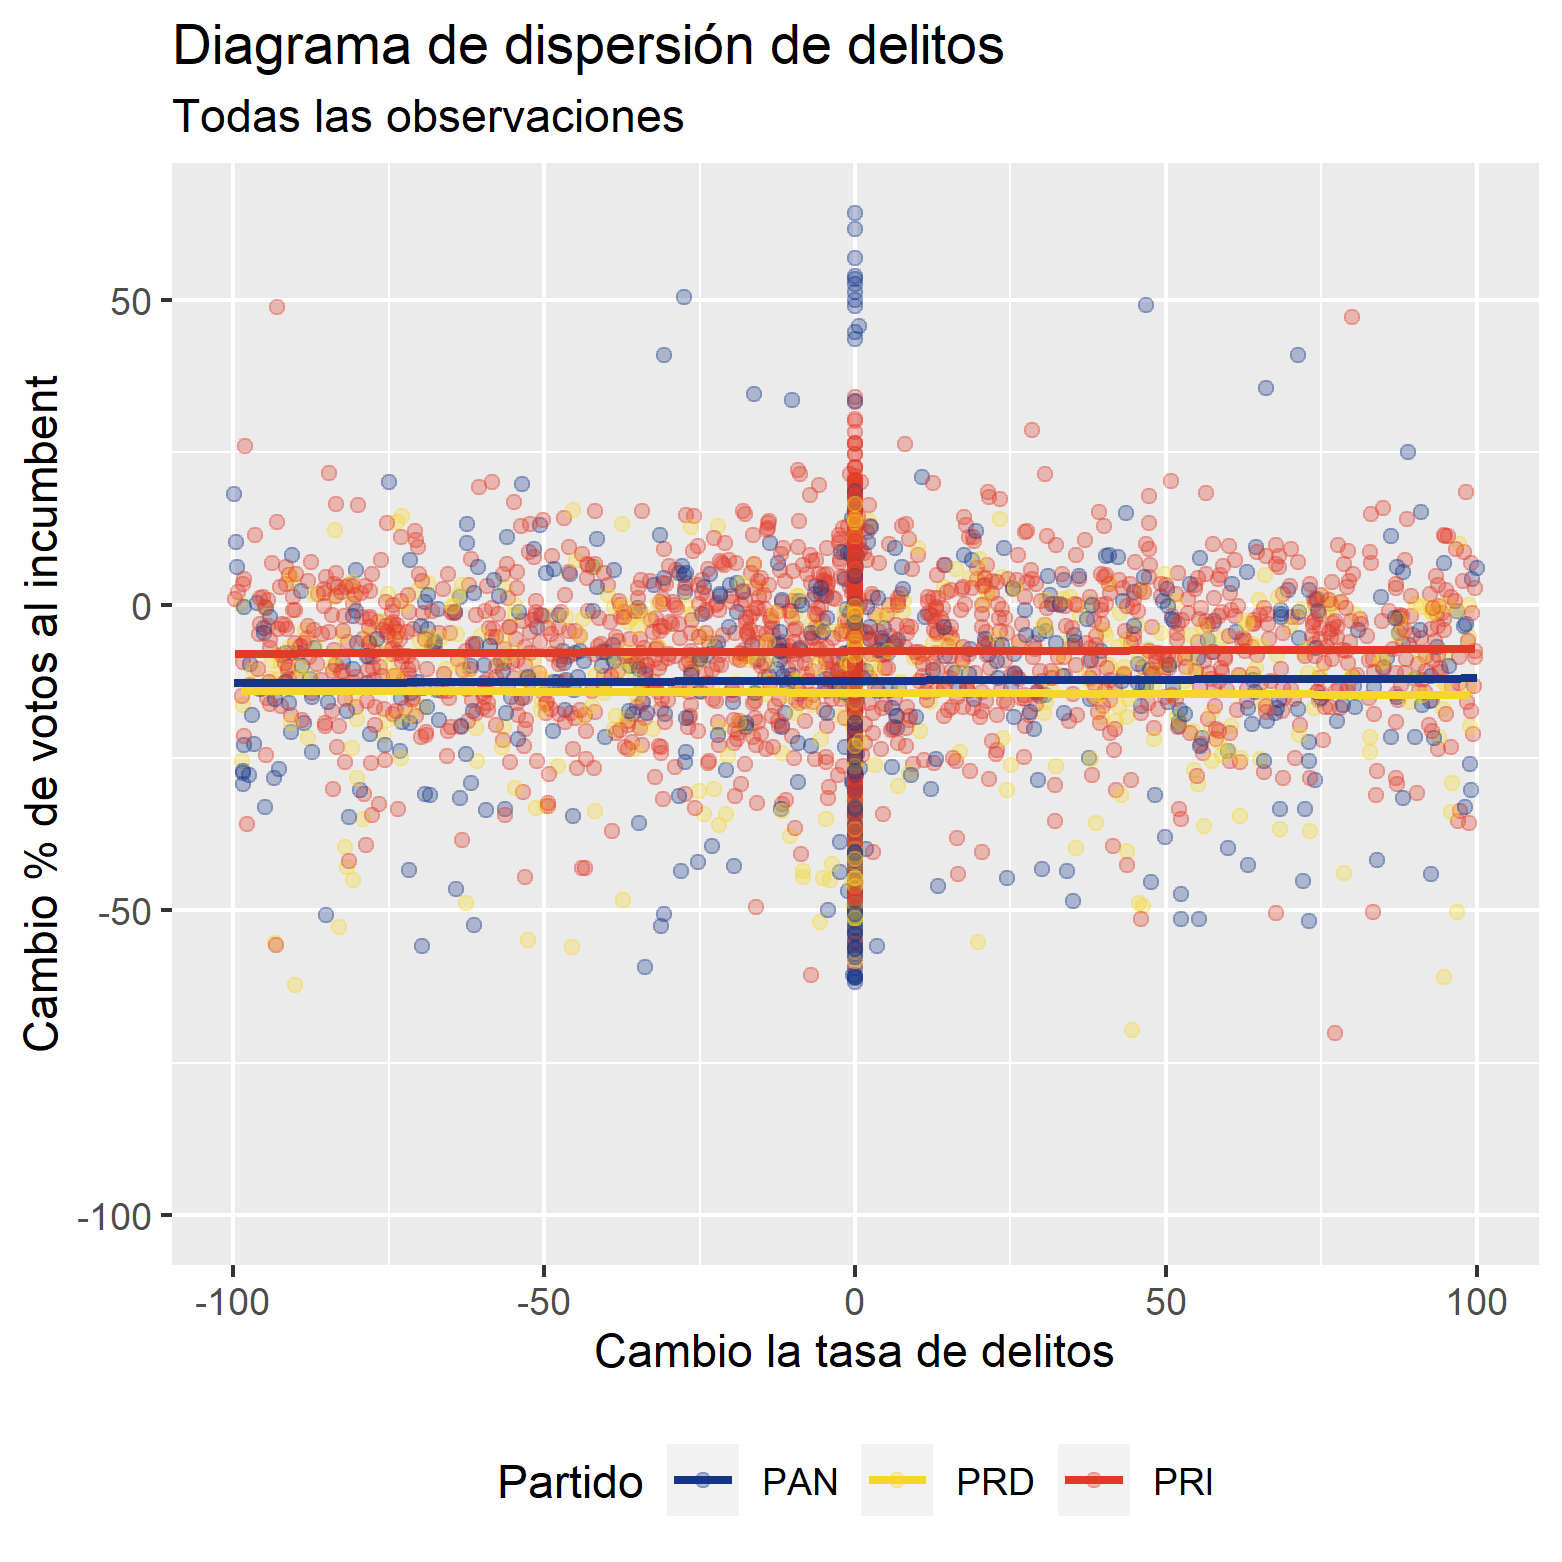 Diagrama de dispersión de delitos
Todas las observaciones
Cambio % de votos al incumbent
50
0
-50
-100
-100
-50
0
50
100
Cambio la tasa de delitos
Partido
PAN
PRD
PRI